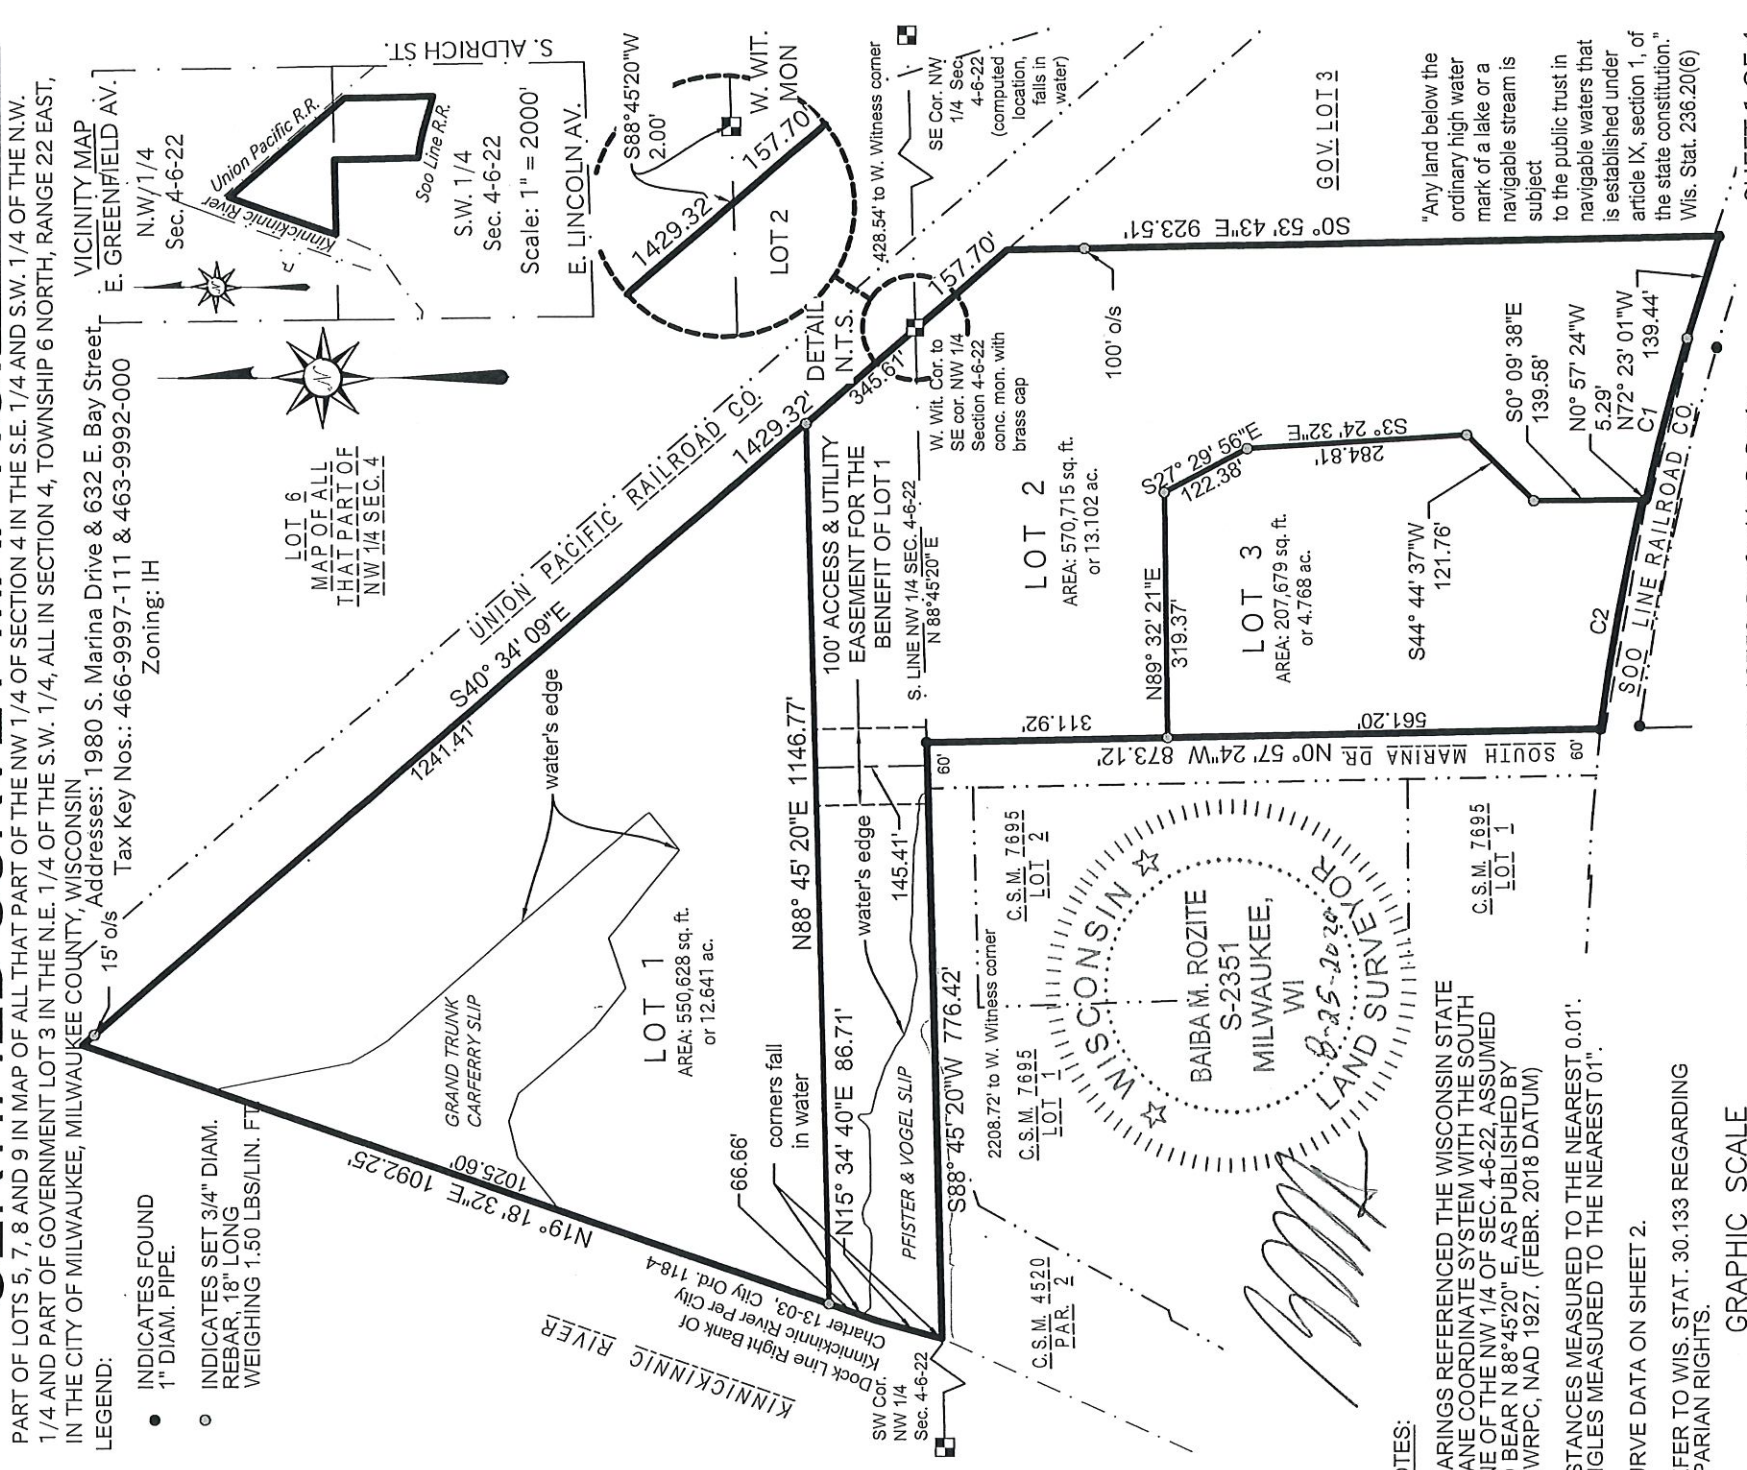 PART OF LOTS 5, 7, 8 AND 9 IN MAP OF ALL THAT PART OF THE NW 1/4 OF SECTION 4 IN THE S.E. 1/4 AND S.W. 1/4 OF THE N.W.
1/4 AND PART OF GOVERNMENT LOT 3 IN THE N.E. 1/4 OF THE S.W. 1/4, ALL IN SECTION 4, TOWNSHIP 6 NORTH, RANGE 22 EAST,
IN THE CITY OF MILWAUKEE, MILWAUKEE COUNTY, WISCONSIN
Addresses: 1980 S. Marina Drive & 632 E. Bay Street
Tax Key Nos.: 466-9997-111 & 463-9992-000
Zoning: IH
LEGEND:
INDICATES FOUND
1" DIAM. PIPE.
INDICATES SET 3/4" DIAM.
REBAR, 18" LONG
WEIGHING 1.50 LBS/LIN. FT.
VICINITY MAP
E. GREENFIELD AV.
N.W/1/4
Sec. 4-6-22
Union Pacific R.R.
Kinnickinnic River
Soo Line R.R.
S. ALDRICH ST.
S.W. 1/4
Sec. 4-6-22
Scale: 1" = 2000'
E. LINCOLN AV.
N
N
LOT 6
MAP OF ALL
THAT PART OF
NW 1/4 SEC. 4
S88°45'20"W
2.00'
W. WIT.
MON
1429.32'
157.70'
LOT 2
DETAIL
N.T.S.
15' o/s
UNION PACIFIC RAILROAD CO.
S40° 34' 09"E
1241.41'
1429.32'
345.61'
157.70'
428.54' to W. Witness corner
SE Cor. NW
1/4 Sec.
4-6-22
(computed
location,
falls in
water)
W. Wit. Cor. to
SE cor. NW 1/4
Section 4-6-22
conc. mon. with
brass cap
water's edge
GRAND TRUNK
CARFERRY SLIP
LOT 1
AREA: 550,628 sq. ft.
or 12.641 ac.
N19° 18' 32"E 1092.25'
1025.60'
66.66'
corners fall
in water
N88° 45' 20"E 1146.77'
100' ACCESS & UTILITY
EASEMENT FOR THE
BENEFIT OF LOT 1
S. LINE NW 1/4 SEC. 4-6-22
N 88°45'20" E
N15° 34' 40"E 86.71'
water's edge
145.41'
PFISTER & VOGEL SLIP
S88° 45' 20"W 776.42'
2208.72' to W. Witness corner
Dock Line Right Bank Of
Kinnickinnic River Per City
Charter 13-03, City Ord. 118-4
KINNICKINNIC RIVER
SW Cor.
NW 1/4
Sec. 4-6-22
C.S.M. 4520
PAR. 2
C.S.M. 7695
LOT 1
C.S.M. 7695
LOT 2
C.S.M. 7695
LOT 1
60'
60'
SOUTH MARINA DR
N0° 57' 24"W 873.12'
311.92'
561.20'
LOT 2
AREA: 570,715 sq. ft.
or 13.102 ac.
100' o/s
S0° 53' 43"E 923.51'
GOV. LOT 3
N89° 32' 21"E
319.37'
S27° 29' 56"E
122.38'
S3° 24' 32"E
284.81'
LOT 3
AREA: 207,679 sq. ft.
or 4.768 ac.
S44° 44' 37"W
121.76'
S0° 09' 38"E
139.58'
N0° 57' 24"W
5.29'
N72° 23' 01"W
139.44'
C1
C2
SOO LINE RAILROAD CO.
"Any land below the
ordinary high water
mark of a lake or a
navigable stream is
subject
to the public trust in
navigable waters that
is established under
article IX, section 1, of
the state constitution."
Wis. Stat. 236.20(6)
WISCONSIN
BAIBA M. ROZITE
S-2351
MILWAUKEE,
WI
8-25-2020
LAND SURVEYOR
OTES:
ARINGS REFERENCED THE WISCONSIN STATE
ANE COORDINATE SYSTEM WITH THE SOUTH
NE OF THE NW 1/4 OF SEC. 4-6-22, ASSUMED
O BEAR N 88°45'20" E, AS PUBLISHED BY
WRPC, NAD 1927. (FEBR. 2018 DATUM)
STANCES MEASURED TO THE NEAREST 0.01'.
NGLES MEASURED TO THE NEAREST 01".
URVE DATA ON SHEET 2.
FER TO WIS. STAT. 30.133 REGARDING
PARIAN RIGHTS.
GRAPHIC SCALE